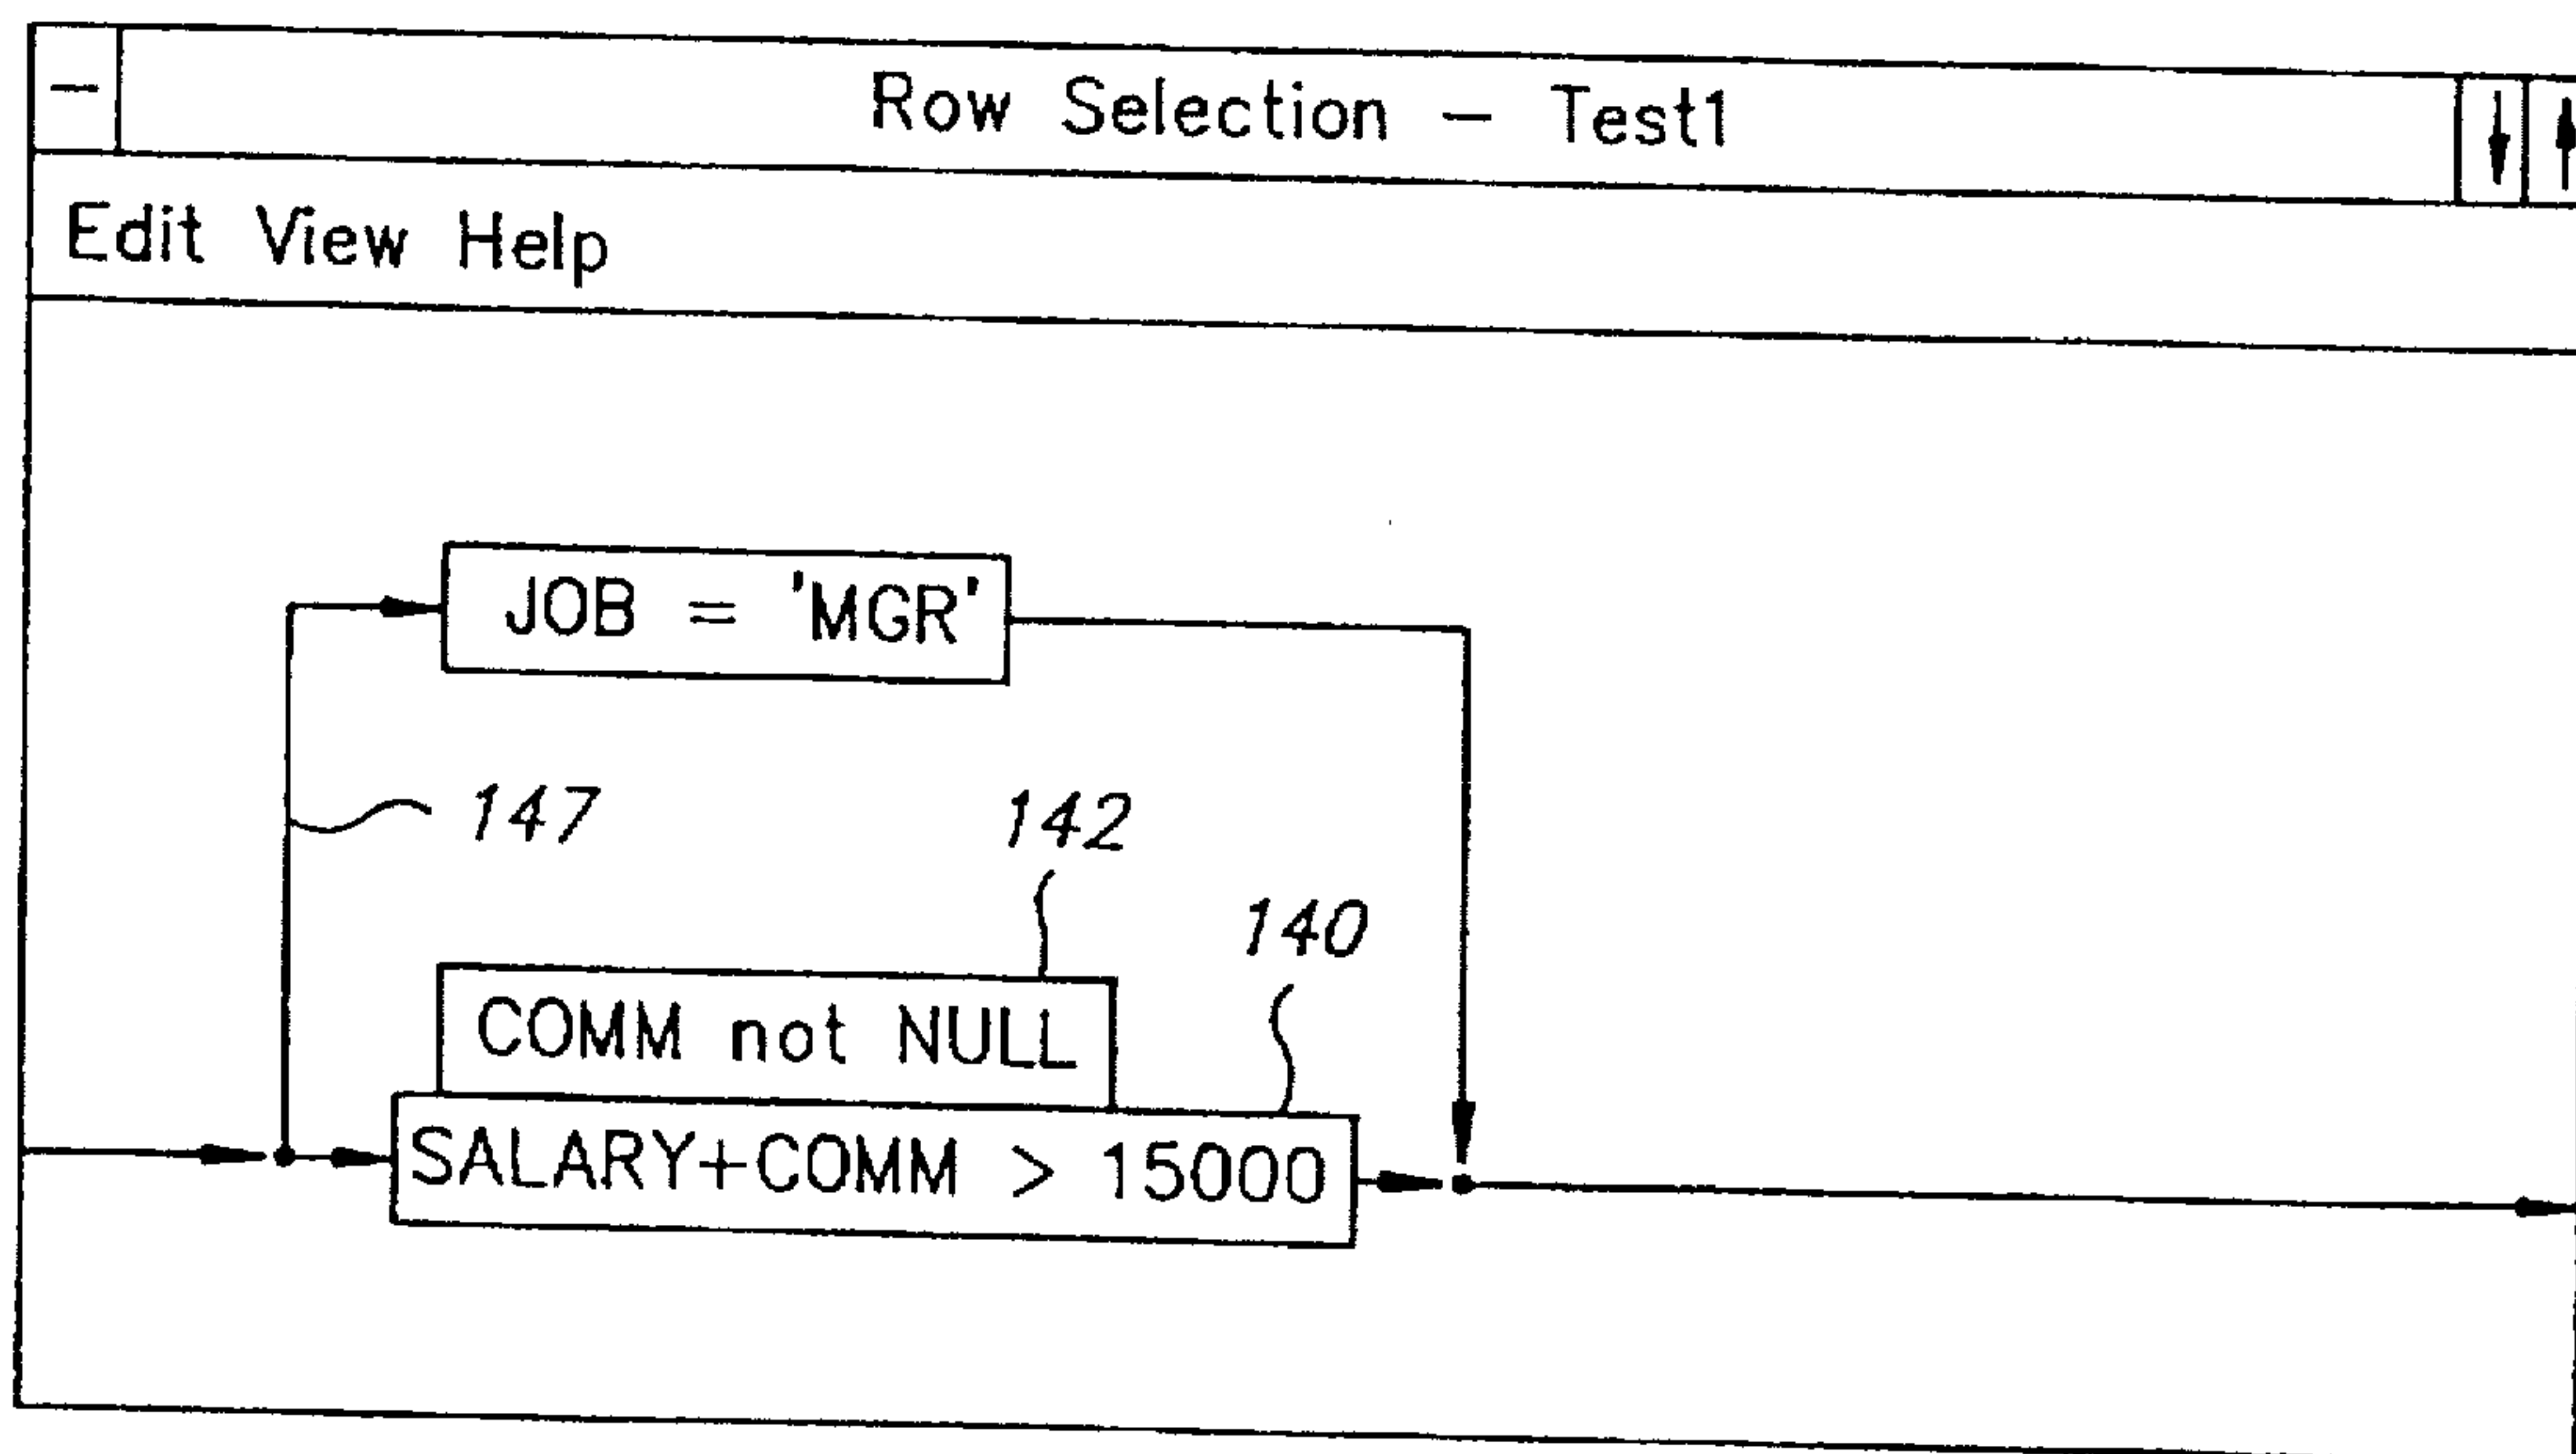 Row Selection – Test1
Edit View Help
JOB = 'MGR'
147
142
140
COMM not NULL
SALARY+COMM > 15000